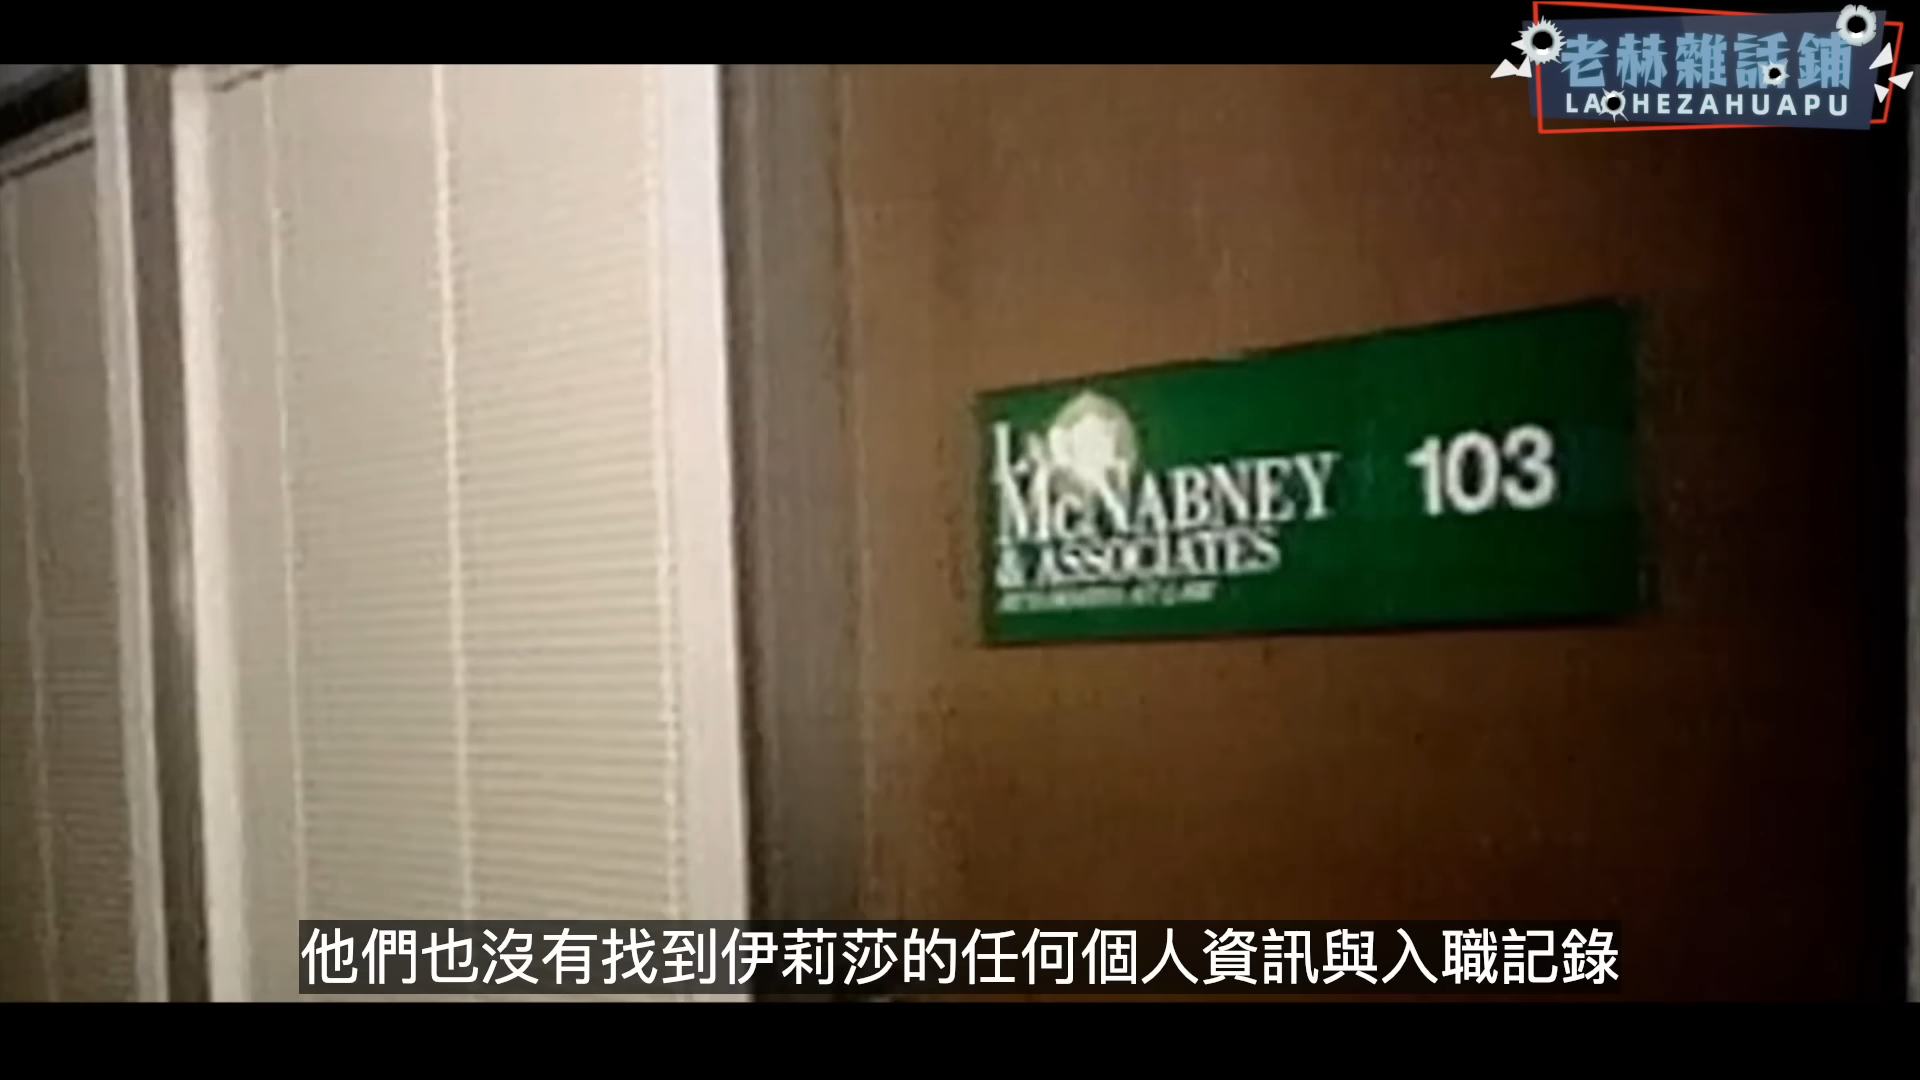 老赫雜話鋪
LAOHEZAHUAPU
McNABNEY 103
& ASSOCIATES
他們也沒有找到伊莉莎的任何個人資訊與入職記錄